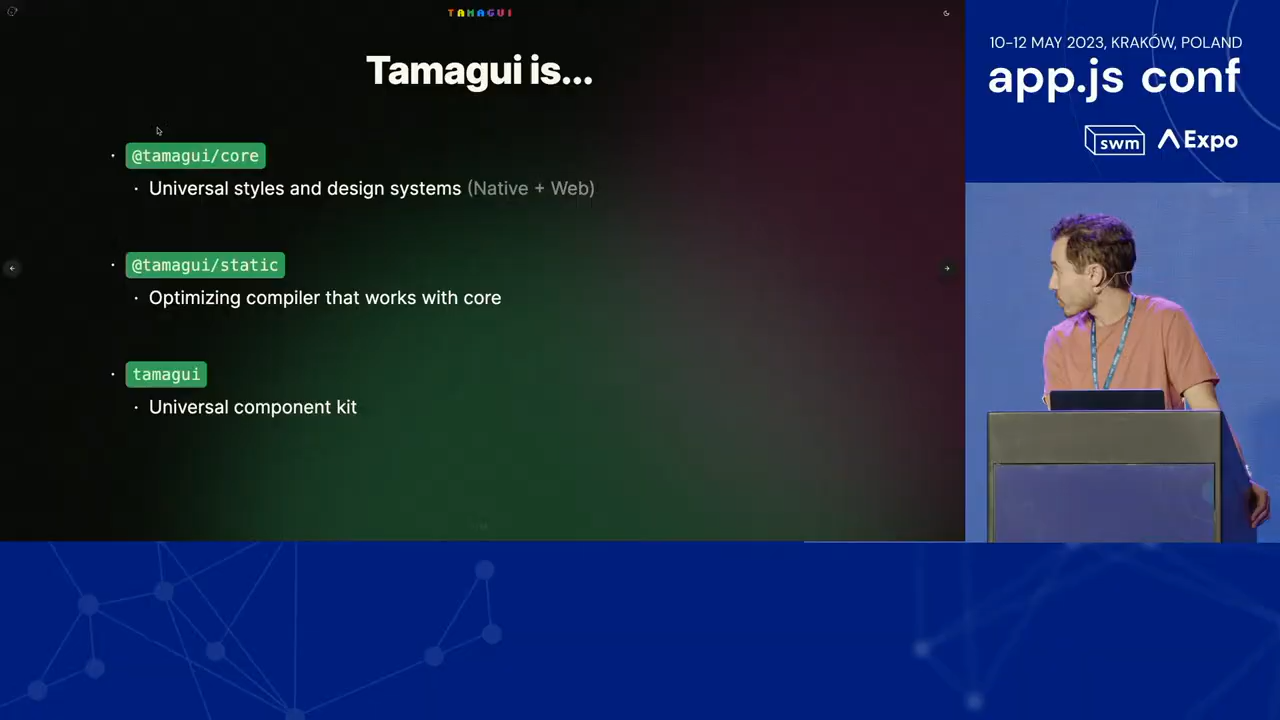 TAMAGUI
Tamagui is...
· @tamagui/core
· Universal styles and design systems (Native + Web)
· @tamagui/static
· Optimizing compiler that works with core
· tamagui
· Universal component kit
10–12 MAY 2023, KRAKÓW, POLAND
app.js conf
swm
Expo